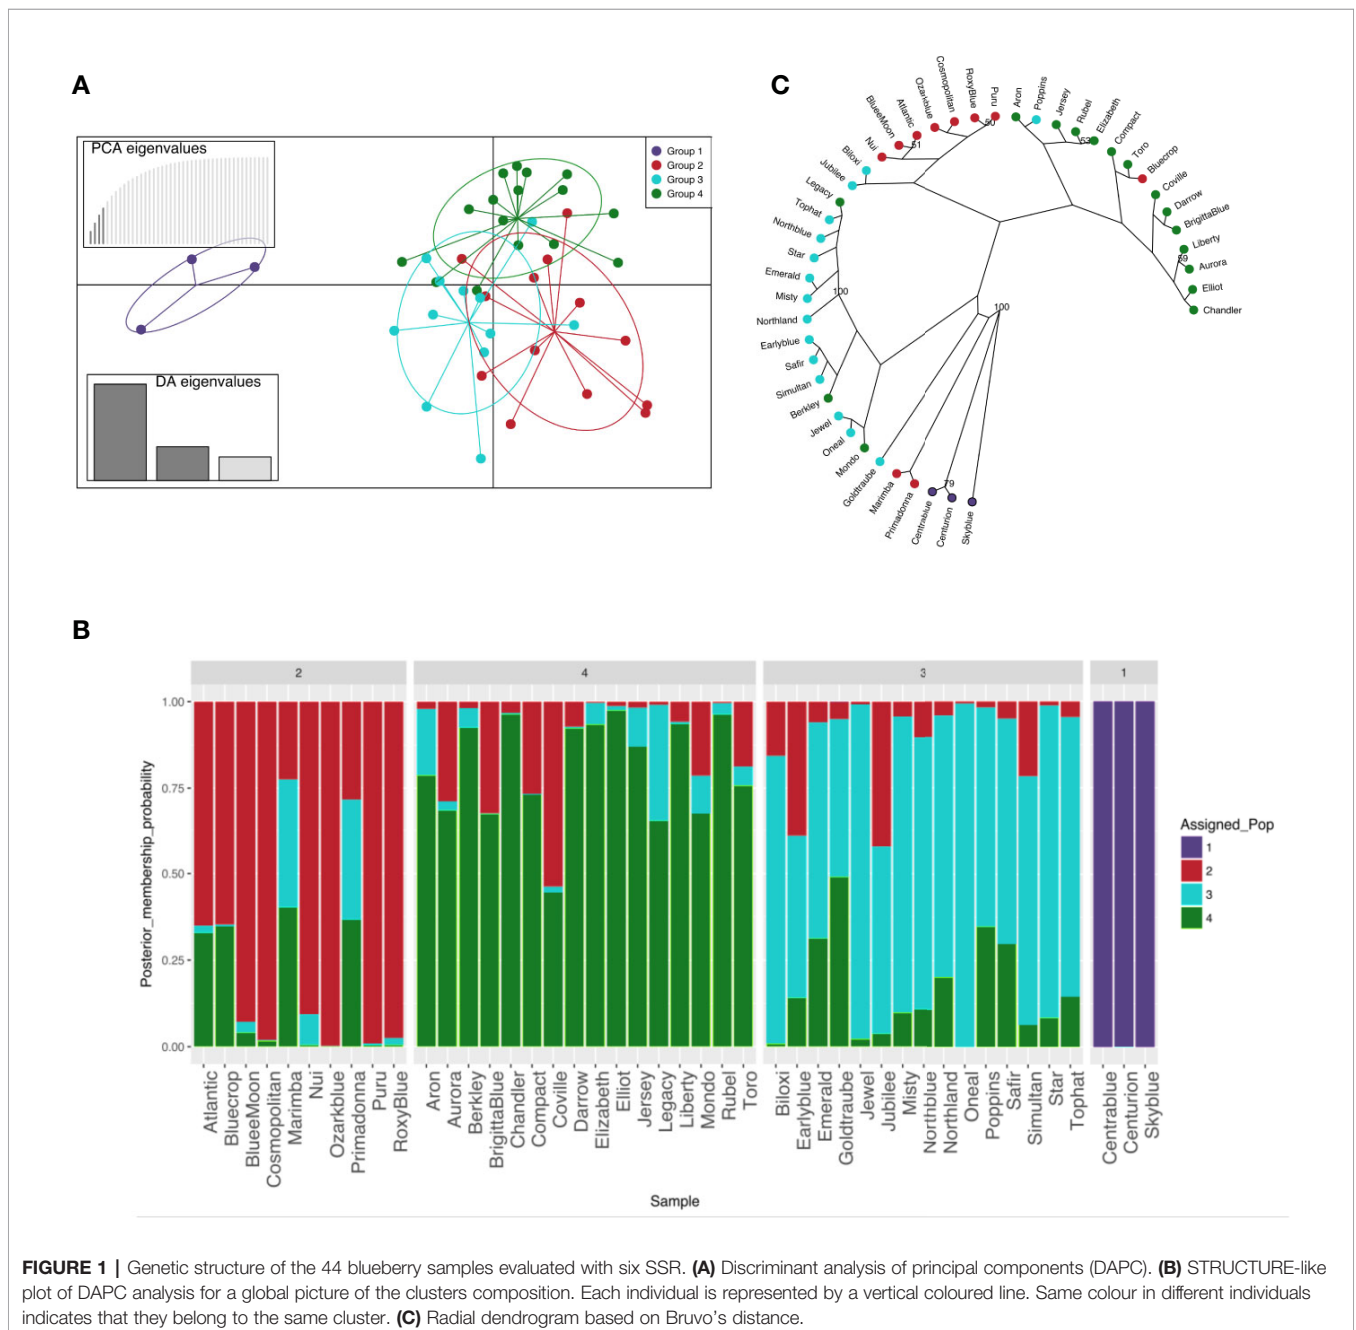 A
PCA eigenvalues
Group 1
Group 2
Group 3
Group 4
DA eigenvalues
C
Nui
BlueeMoon
Atlantic
Ozarkblue
Cosmopolitan
RoxyBlue
Puru
Aron
Poppins
Jersey
Rubel
Elizabeth
Compact
Toro
Bluecrop
Coville
Darrow
BrigittaBlue
Liberty
Aurora
Elliot
Chandler
Biloxi
Jubilee
Legacy
Tophat
Northblue
Star
Emerald
Misty
Northland
Earlyblue
Safir
Simultan
Berkley
Jewel
Oneal
Mondo
Goldtraube
Marimba
Primadonna
Centrablue
Centurion
Skyblue
51
50
53
59
100
100
79
B
2 4 3 1
1.00
0.75
0.50
0.25
0.00
Posterior_membership_probability
Atlantic
Bluecrop
BlueeMoon
Cosmopolitan
Marimba
Nui
Ozarkblue
Primadonna
Puru
RoxyBlue
Aron
Aurora
Berkley
BrigittaBlue
Chandler
Compact
Coville
Darrow
Elizabeth
Elliot
Jersey
Legacy
Liberty
Mondo
Rubel
Toro
Biloxi
Earlyblue
Emerald
Goldtraube
Jewel
Jubilee
Misty
Northblue
Northland
Oneal
Poppins
Safir
Simultan
Star
Tophat
Centrablue
Centurion
Skyblue
Sample
Assigned_Pop
1
2
3
4
FIGURE 1 | Genetic structure of the 44 blueberry samples evaluated with six SSR. (A) Discriminant analysis of principal components (DAPC). (B) STRUCTURE-like
plot of DAPC analysis for a global picture of the clusters composition. Each individual is represented by a vertical coloured line. Same colour in different individuals
indicates that they belong to the same cluster. (C) Radial dendrogram based on Bruvo's distance.